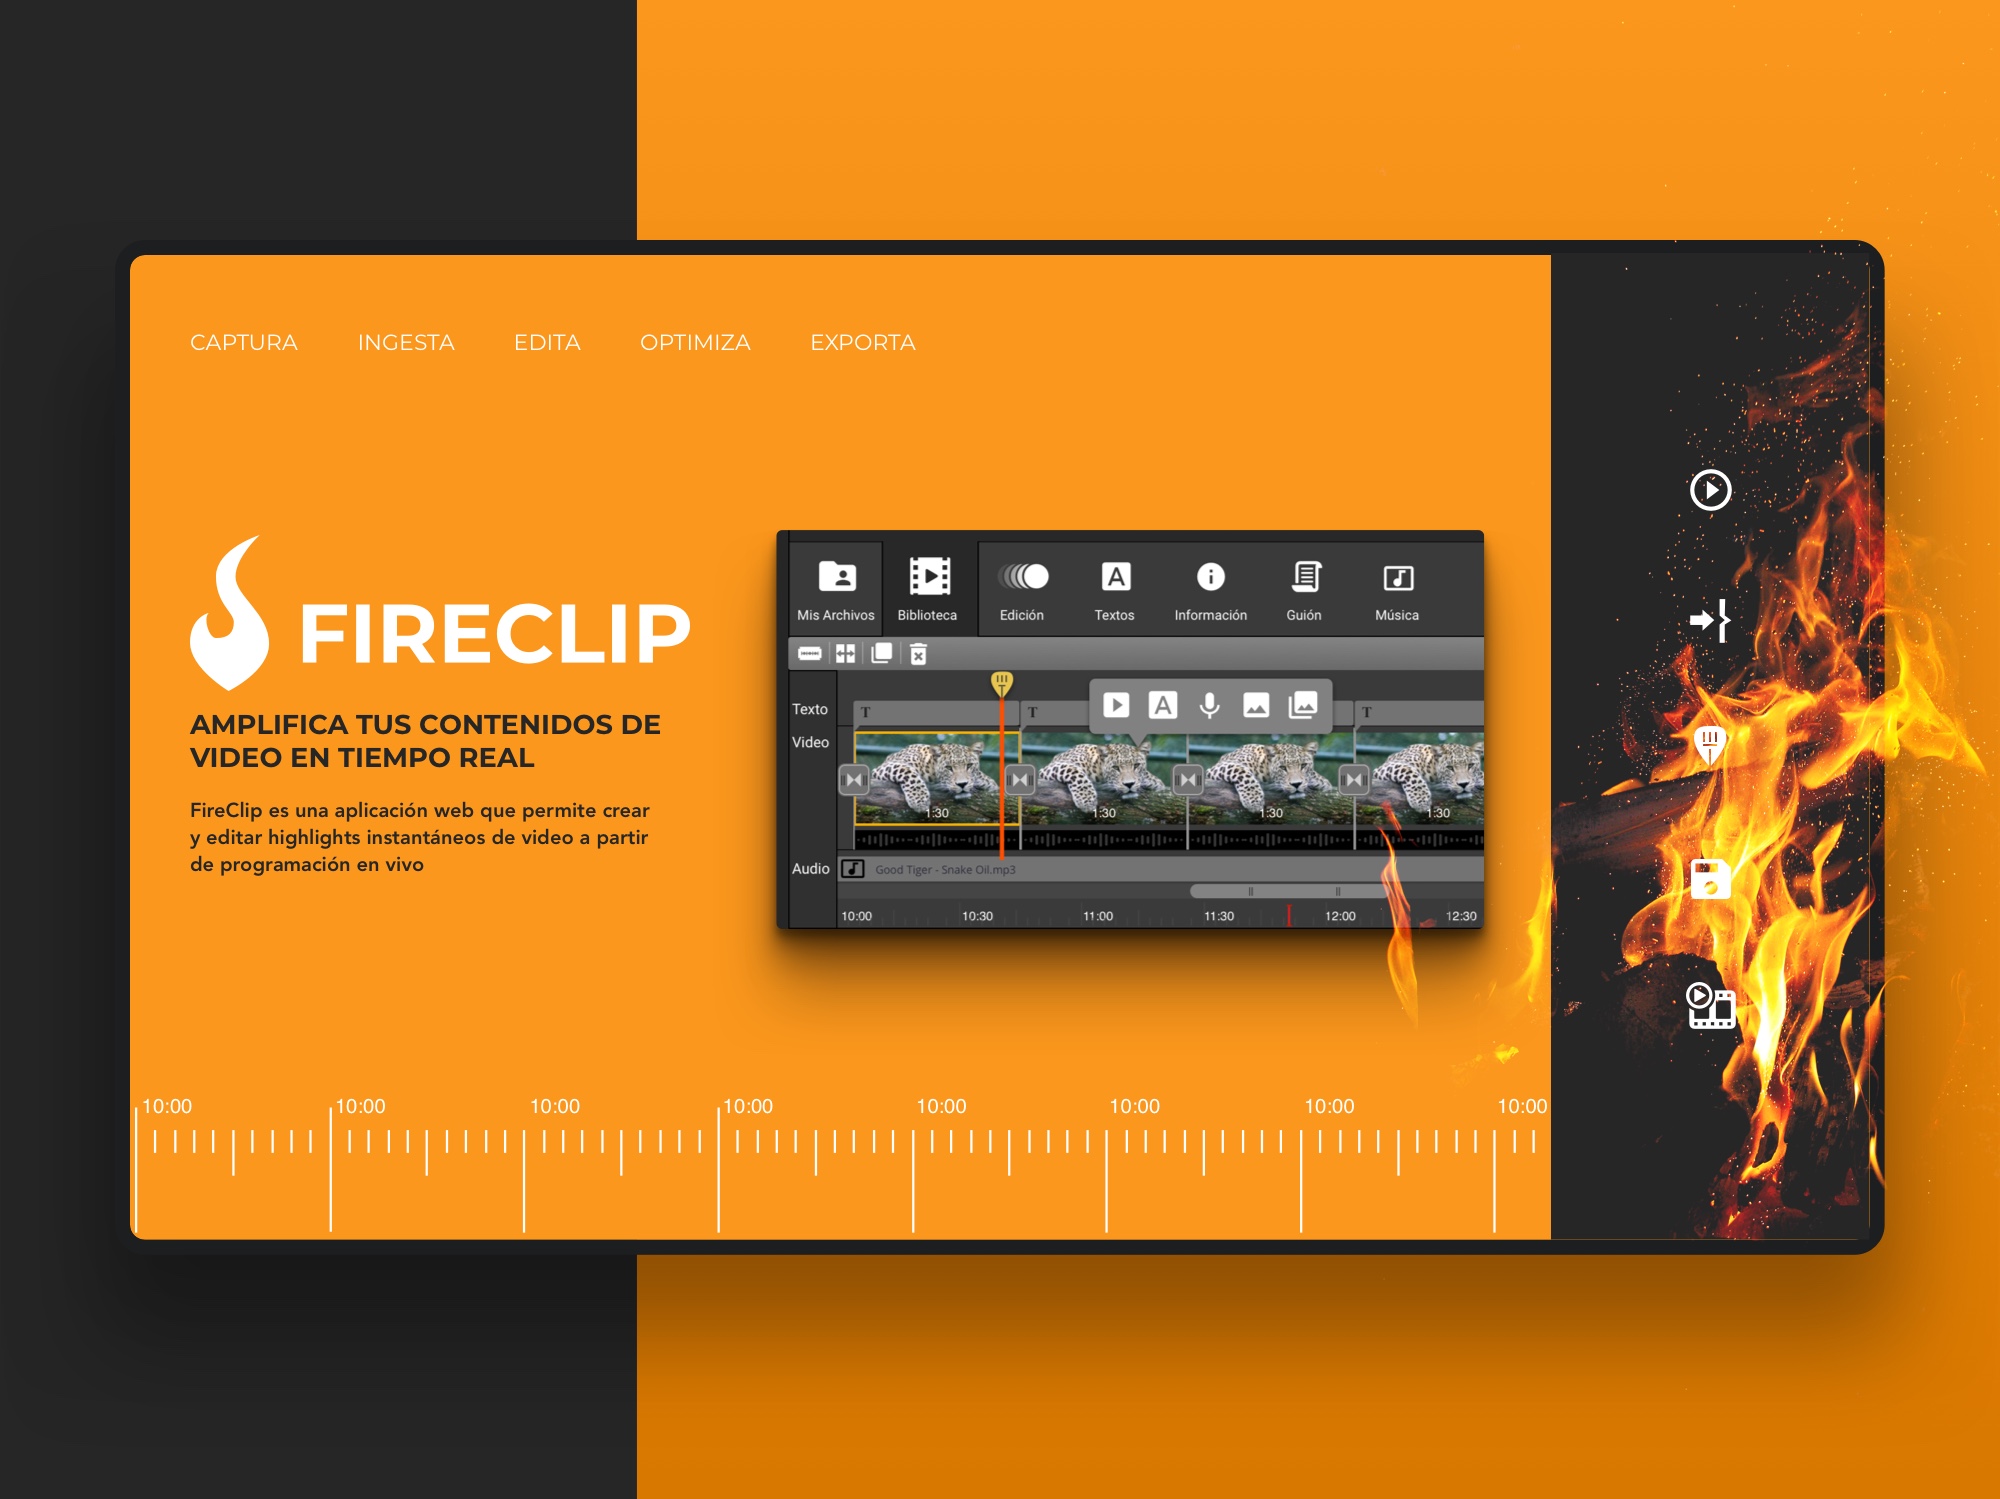 CAPTURA INGESTA EDITA OPTIMIZA EXPORTA
FIRECLIP
AMPLIFICA TUS CONTENIDOS DE
VIDEO EN TIEMPO REAL
FireClip es una aplicación web que permite crear
y editar highlights instantáneos de video a partir
de programación en vivo
Mis Archivos Biblioteca Edición Textos Información Guión Música
A
Texto T T T
A
Video
1:30 1:30 1:30 1:30
Audio Good Tiger - Snake Oil.mp3
10:00 10:30 11:00 11:30 12:00 12:30
10:00 10:00 10:00 10:00 10:00 10:00 10:00 10:00